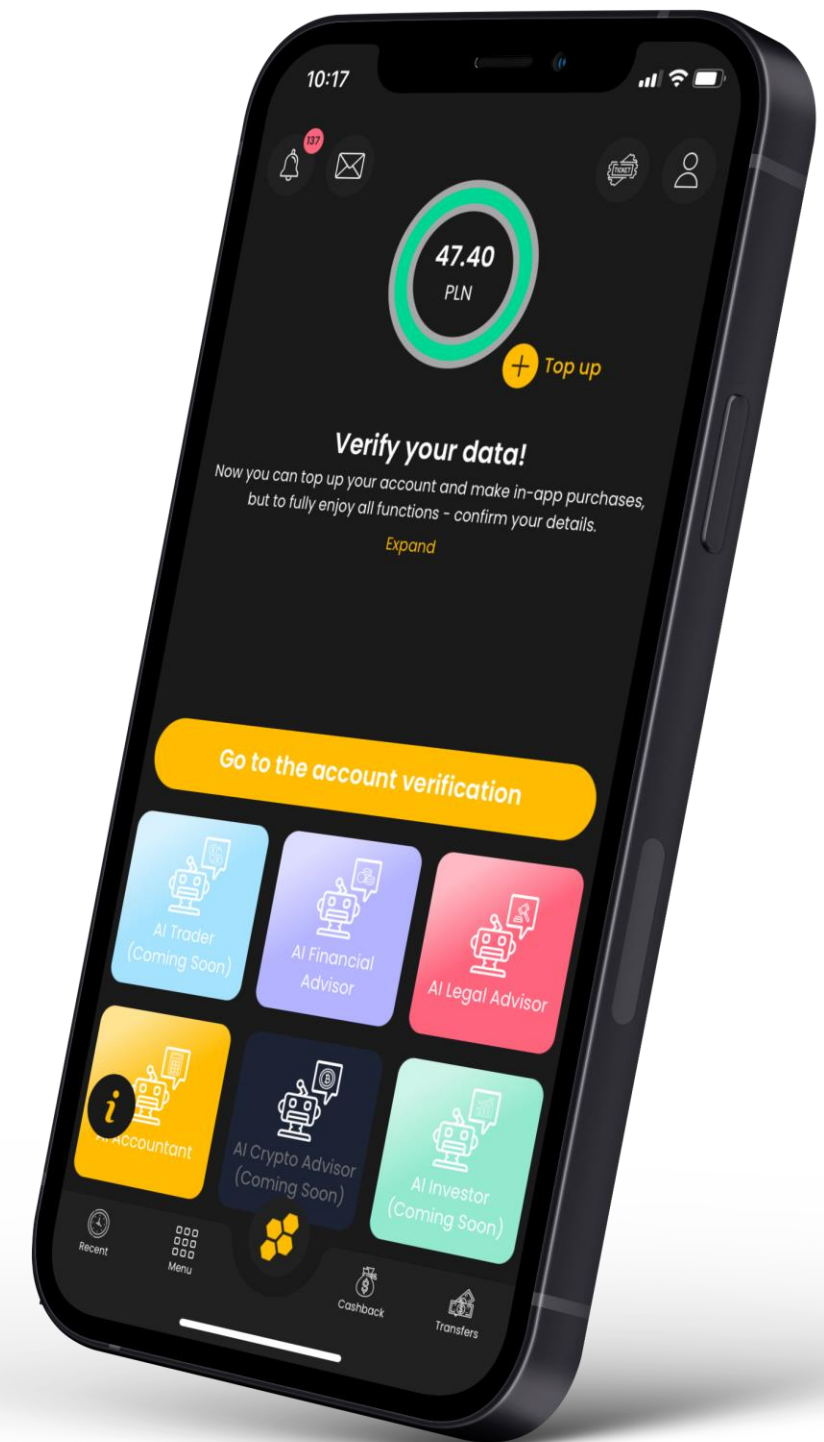 10:17
137
TICKET
47.40
PLN
Top up
Verify your data!
Now you can top up your account and make in-app purchases,
but to fully enjoy all functions - confirm your details.
Expand
Go to the account verification
AI Trader
(Coming Soon)
AI Financial
Advisor
AI Legal Advisor
i
AI Accountant
AI Crypto Advisor
(Coming Soon)
AI Investor
(Coming Soon)
Recent
Menu
Cashback
Transfers